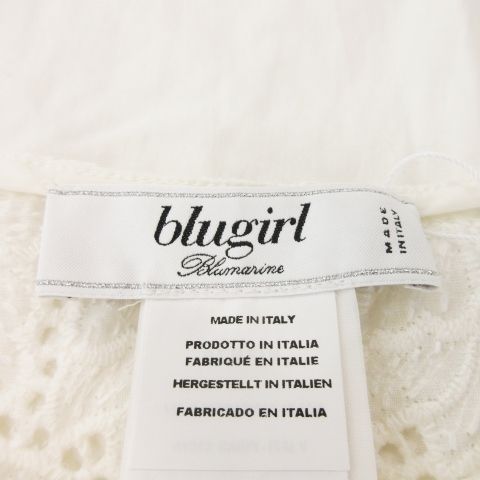 blugirl
Blumarine
MADE
IN ITALY
MADE IN ITALY
PRODOTTO IN ITALIA
FABRIQUÉ EN ITALIE
HERGESTELLT IN ITALIEN
FABRICADO EN ITALIA